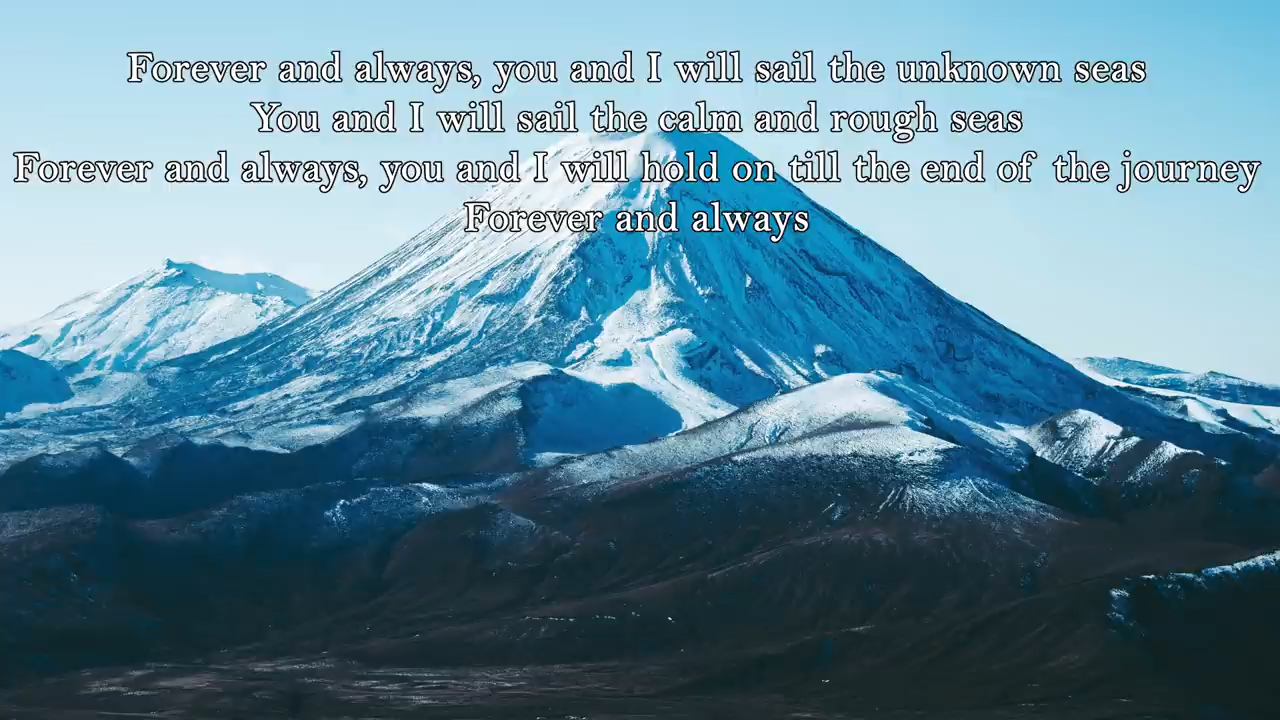 Forever and always, you and I will sail the unknown seas
You and I will sail the calm and rough seas
Forever and always, you and I will hold on till the end of the journey
Forever and always